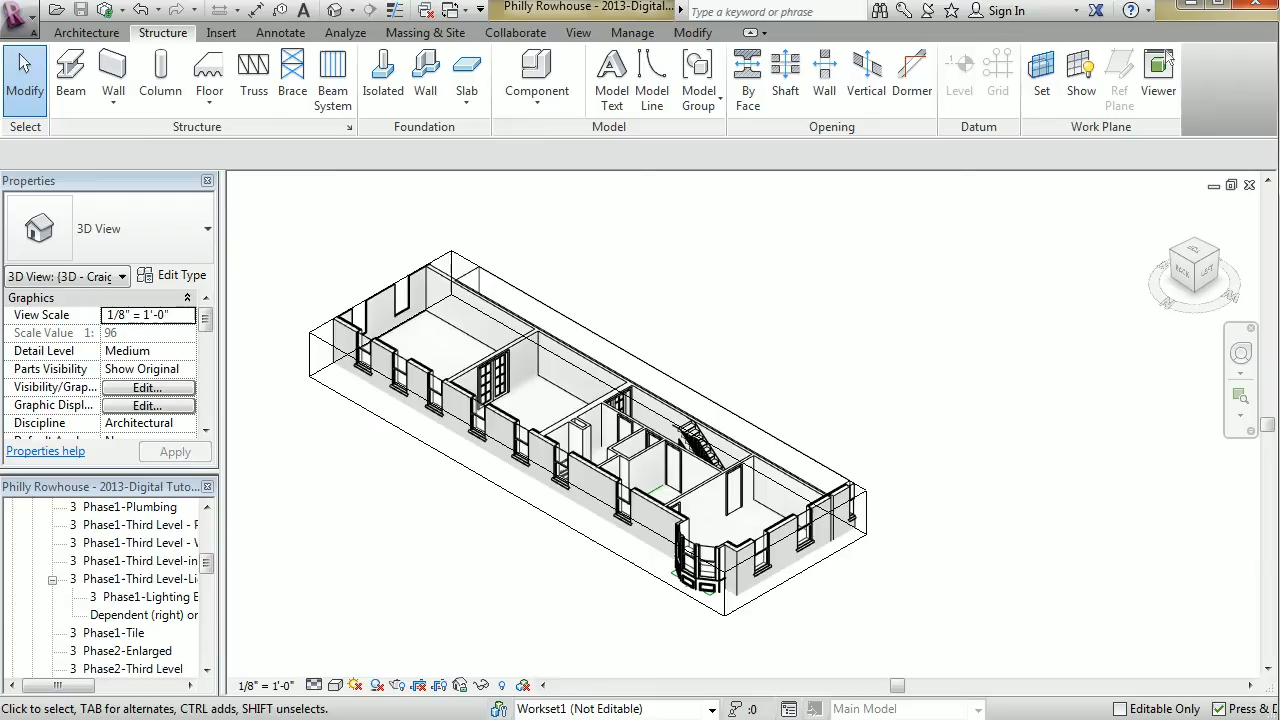 Philly Rowhouse - 2013-Digital...
Type a keyword or phrase
Sign In
Architecture Structure Insert Annotate Analyze Massing & Site Collaborate View Manage Modify
Modify Beam Wall Column Floor Truss Brace Beam System Isolated Wall Slab Component Model Text Model Line Model Group By Face Shaft Wall Vertical Dormer Level Grid Set Show Ref Plane Viewer
Select Structure Foundation Model Opening Datum Work Plane
Properties
3D View
3D View: {3D - Craig Edit Type
Graphics
View Scale 1/8" = 1'-0"
Scale Value 1: 96
Detail Level Medium
Parts Visibility Show Original
Visibility/Grap... Edit...
Graphic Displ... Edit...
Discipline Architectural
Properties help Apply
Philly Rowhouse - 2013-Digital Tuto...
3 Phase1-Plumbing
3 Phase1-Third Level -
3 Phase1-Third Level -
3 Phase1-Third Level-in
3 Phase1-Third Level-Li
3 Phase1-Lighting E
Dependent (right) or
3 Phase1-Tile
3 Phase2-Enlarged
3 Phase2-Third Level
1/8" = 1'-0"
Click to select, TAB for alternates, CTRL adds, SHIFT unselects.
Workset1 (Not Editable)
:0
Main Model
Editable Only
Press &
BACK
LEFT